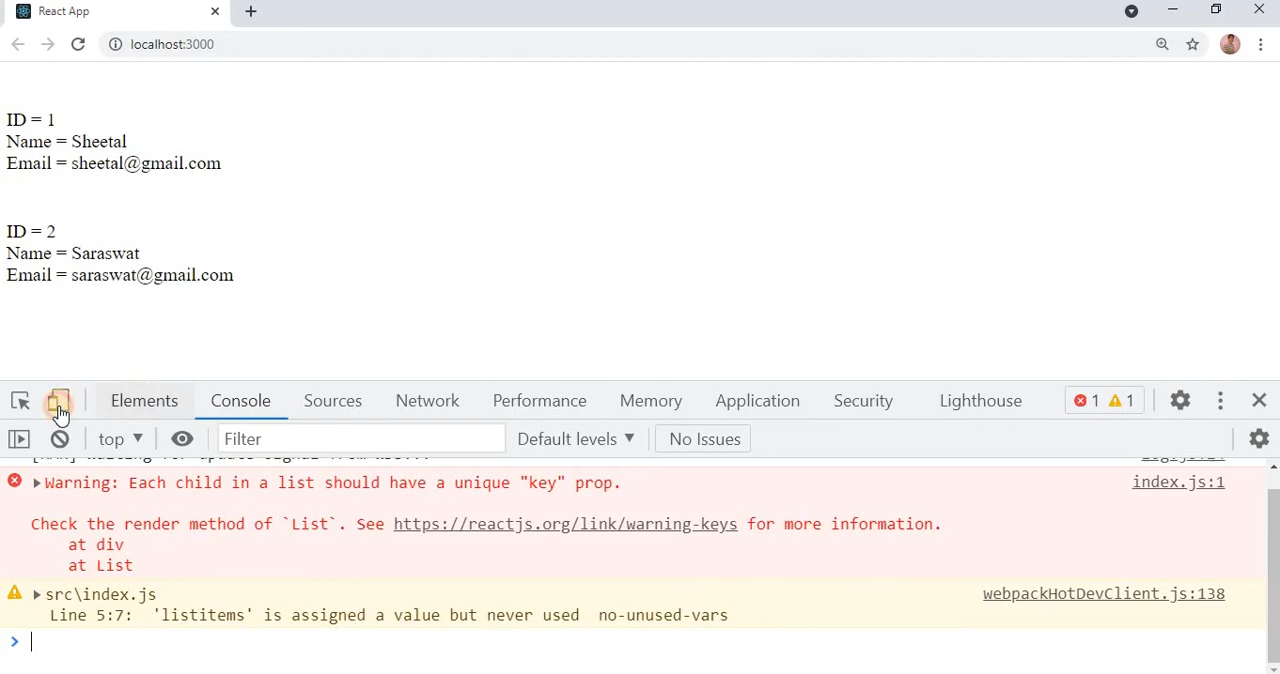 React App
localhost:3000
ID = 1
Name = Sheetal
Email = sheetal@gmail.com
ID = 2
Name = Saraswat
Email = saraswat@gmail.com
Elements Console Sources Network Performance Memory Application Security Lighthouse 1 1
top Filter Default levels No Issues
Warning: Each child in a list should have a unique "key" prop. index.js:1
Check the render method of `List`. See https://reactjs.org/link/warning-keys for more information.
at div
at List
src\index.js webpackHotDevClient.js:138
Line 5:7: 'listitems' is assigned a value but never used no-unused-vars